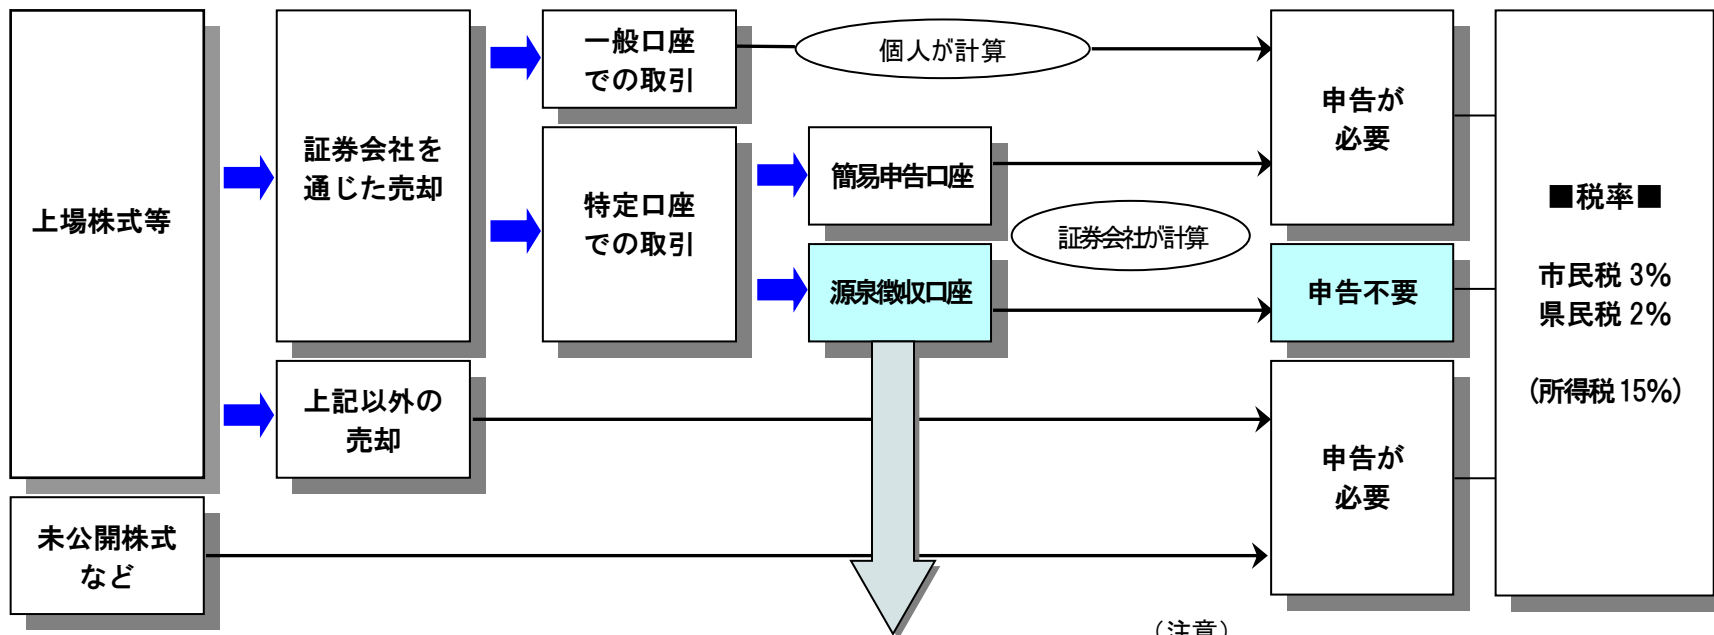 上場株式等
証券会社を
通じた売却
一般口座
での取引
個人が計算
申告が
必要
特定口座
での取引
簡易申告口座
証券会社が計算
源泉徴収口座
申告不要
■税率■
市民税 3%
県民税 2%
(所得税 15%)
上記以外の
売却
申告が
必要
未公開株式
など
(注意)